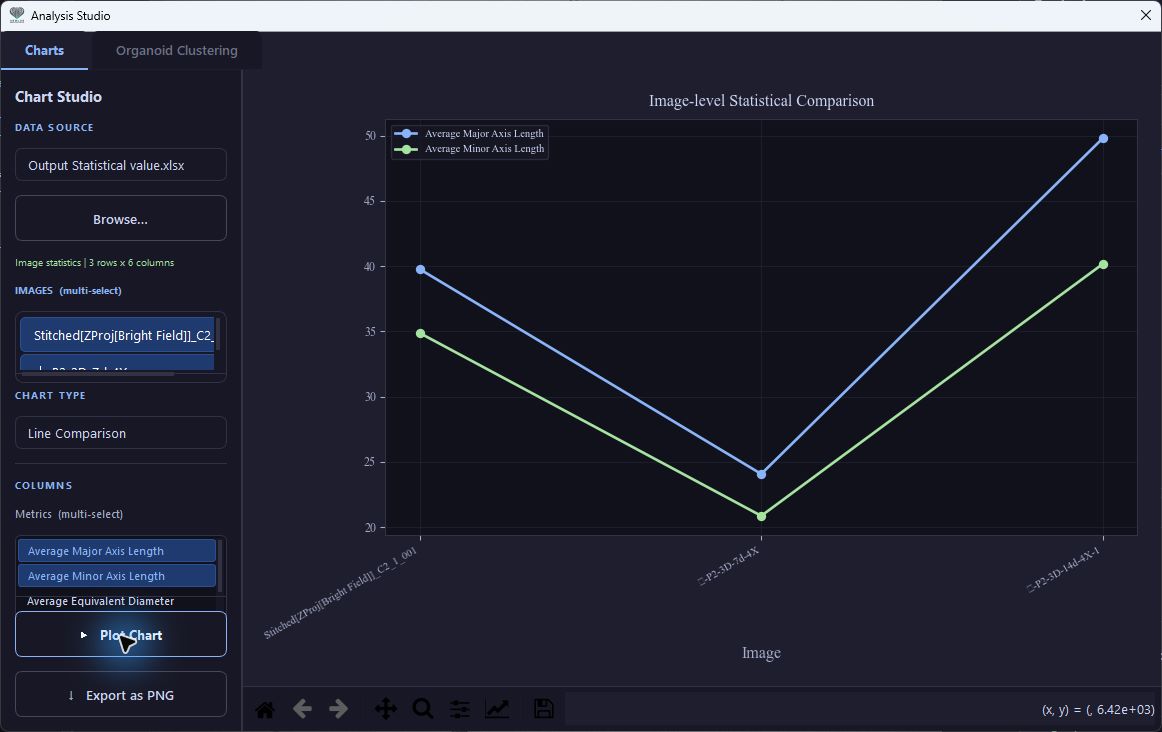 Analysis Studio
Charts
Organoid Clustering
Chart Studio
DATA SOURCE
Output Statistical value.xlsx
Browse...
Image statistics | 3 rows x 6 columns
IMAGES (multi-select)
Stitched[ZProj[Bright Field]]_C2_
P2-3D-7d-4X
CHART TYPE
Line Comparison
COLUMNS
Metrics (multi-select)
Average Major Axis Length
Average Minor Axis Length
Average Equivalent Diameter
Plot Chart
↓ Export as PNG
Image-level Statistical Comparison
Average Major Axis Length
Average Minor Axis Length
50
45
40
35
30
25
20
Stitched[ZProj[Bright Field]]_C2_1_001
-P2-3D-7d-4X
-P2-3D-14d-4X-1
Image
(x, y) = (, 6.42e+03)